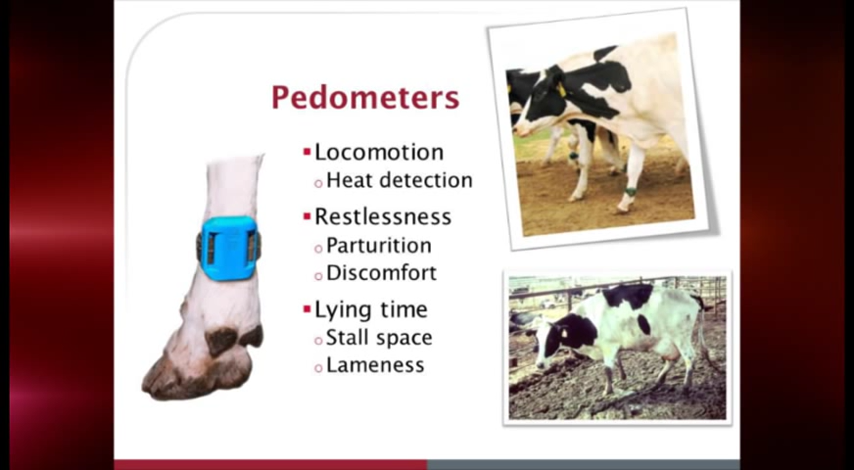 Pedometers
▪Locomotion
○Heat detection
▪Restlessness
○Parturition
○Discomfort
▪Lying time
○Stall space
○Lameness